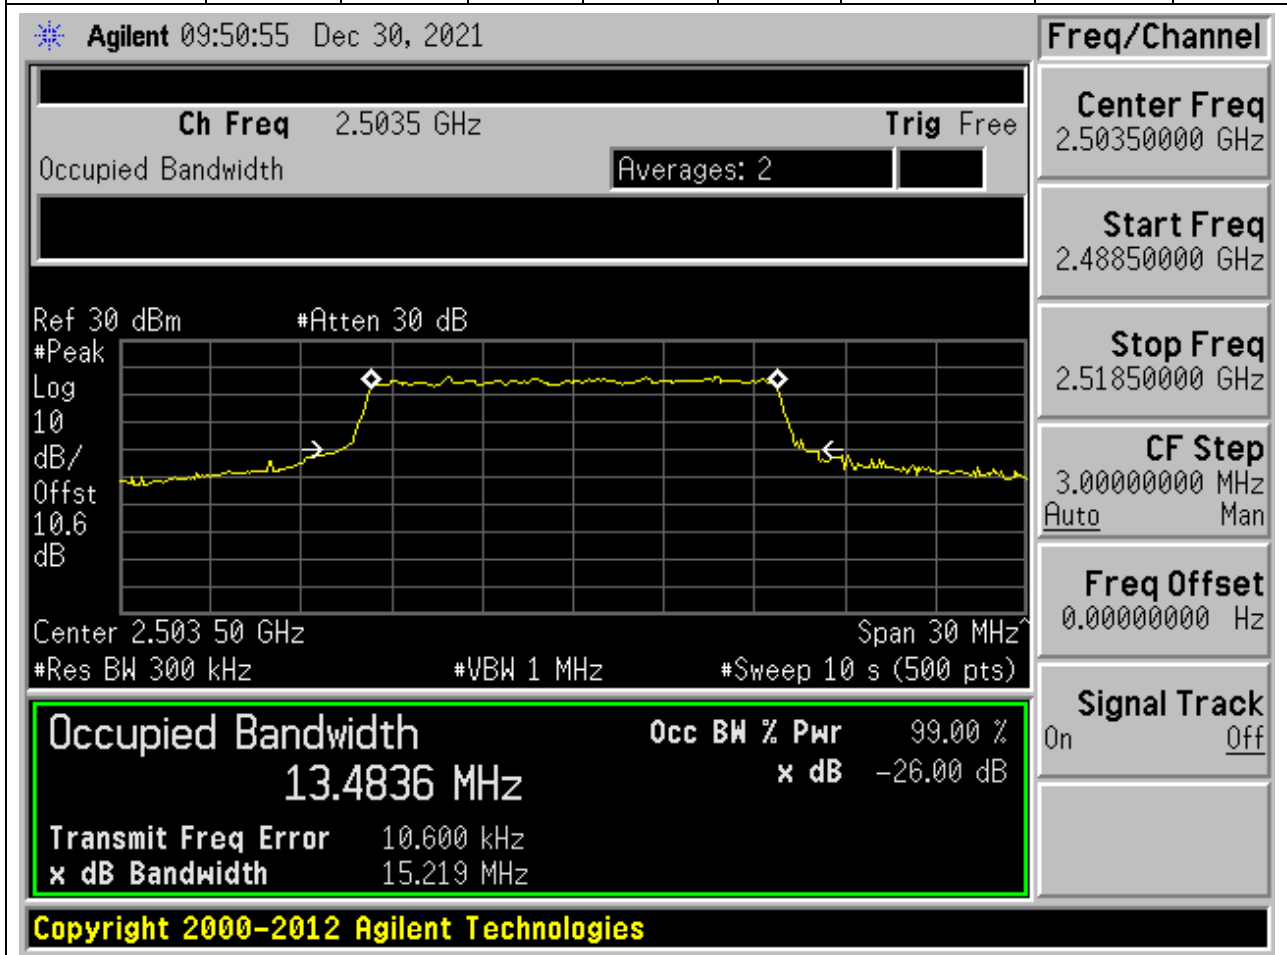 Agilent 09:50:55 Dec 30, 2021
Freq/Channel
Ch Freq 2.5035 GHz Trig Free
Occupied Bandwidth Averages: 2
Center Freq
2.50350000 GHz
Start Freq
2.48850000 GHz
Stop Freq
2.51850000 GHz
CF Step
3.00000000 MHz
Auto Man
Freq Offset
0.00000000 Hz
Signal Track
On Off
Ref 30 dBm #Atten 30 dB
#Peak
Log
10
dB/
Offst
10.6
dB
Center 2.503 50 GHz Span 30 MHz^
#Res BW 300 kHz #VBW 1 MHz #Sweep 10 s (500 pts)
Occupied Bandwidth Occ BW % Pwr 99.00 %
13.4836 MHz x dB -26.00 dB
Transmit Freq Error 10.600 kHz
x dB Bandwidth 15.219 MHz
Copyright 2000-2012 Agilent Technologies